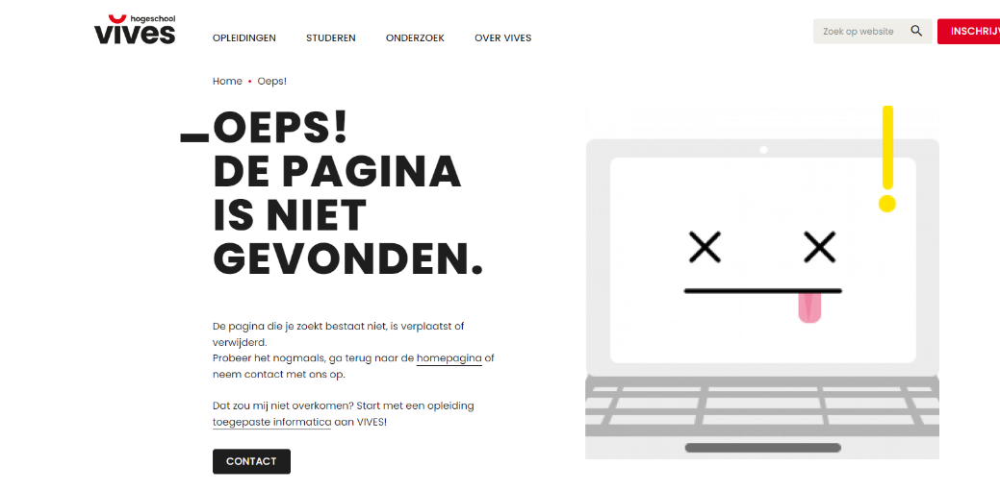 hogeschool
vives
OPLEIDINGEN
STUDEREN
ONDERZOEK
OVER VIVES
Zoek op website
INSCHRIJV
Home • Oeps!
OEPS!
DE PAGINA
IS NIET
GEVONDEN.
De pagina die je zoekt bestaat niet, is verplaatst of
verwijderd.
Probeer het nogmaals, ga terug naar de homepagina of
neem contact met ons op.
Dat zou mij niet overkomen? Start met een opleiding
toegepaste informatica aan VIVES!
CONTACT